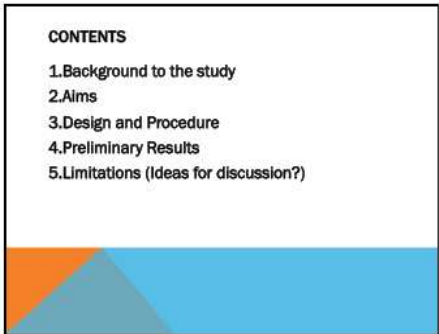 CONTENTS
1.Background to the study
2.Aims
3.Design and Procedure
4.Preliminary Results
5.Limitations (Ideas for discussion?)